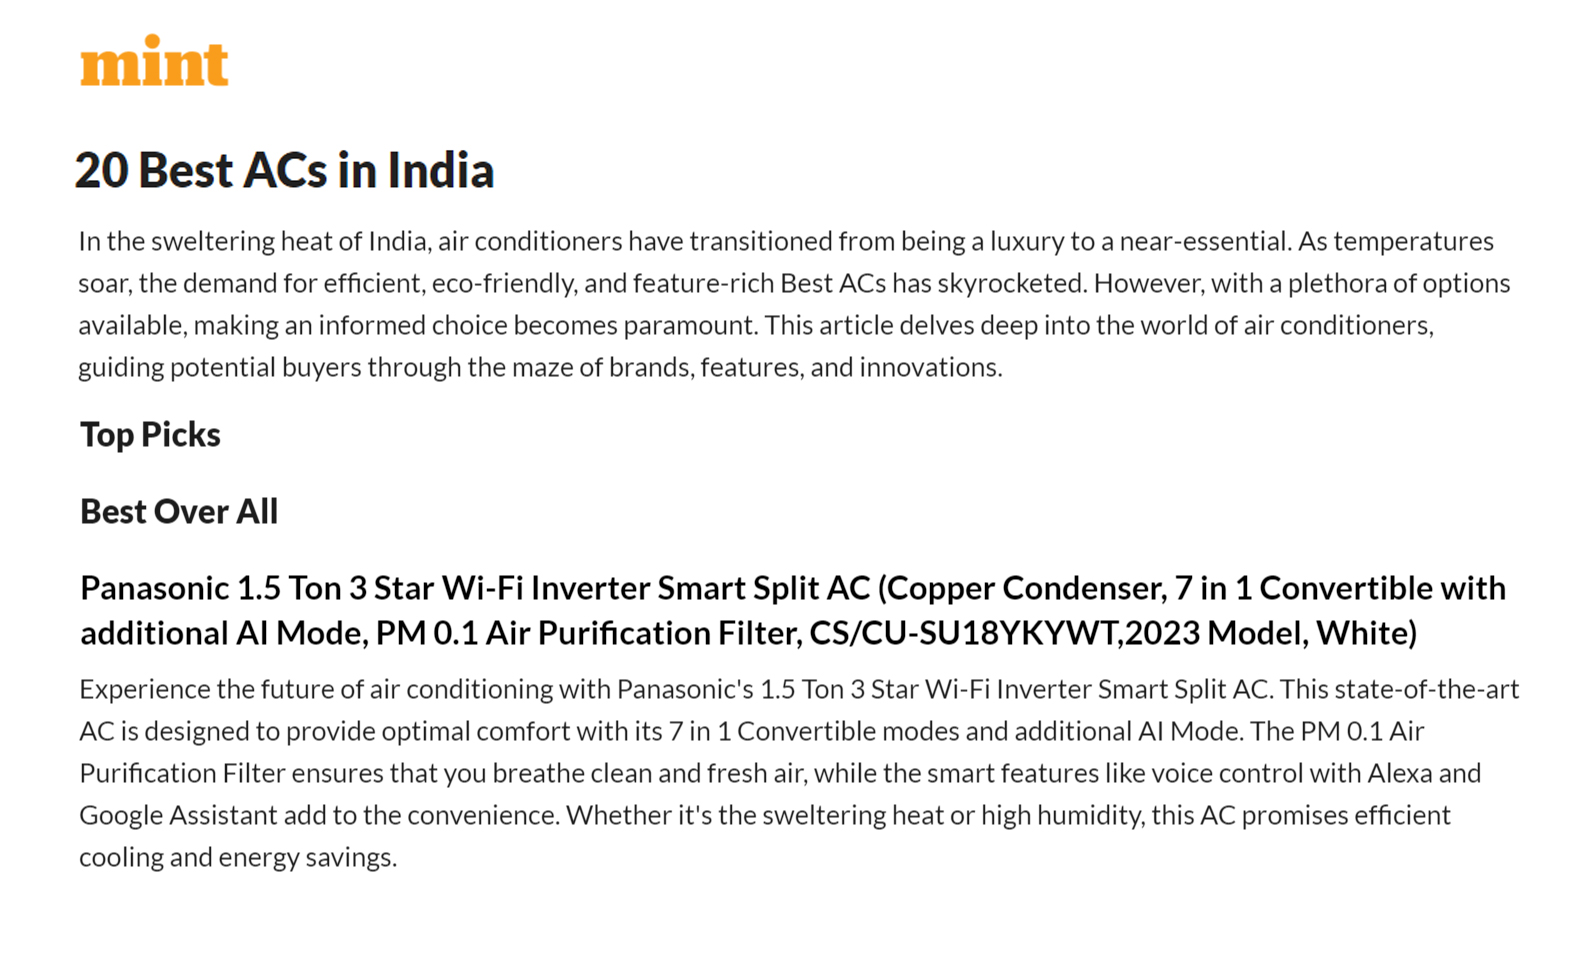 mint
20 Best ACs in India
In the sweltering heat of India, air conditioners have transitioned from being a luxury to a near-essential. As temperatures
soar, the demand for efficient, eco-friendly, and feature-rich Best ACs has skyrocketed. However, with a plethora of options
available, making an informed choice becomes paramount. This article delves deep into the world of air conditioners,
guiding potential buyers through the maze of brands, features, and innovations.
Top Picks
Best Over All
Panasonic 1.5 Ton 3 Star Wi-Fi Inverter Smart Split AC (Copper Condenser, 7 in 1 Convertible with
additional AI Mode, PM 0.1 Air Purification Filter, CS/CU-SU18YKYWT,2023 Model, White)
Experience the future of air conditioning with Panasonic's 1.5 Ton 3 Star Wi-Fi Inverter Smart Split AC. This state-of-the-art
AC is designed to provide optimal comfort with its 7 in 1 Convertible modes and additional AI Mode. The PM 0.1 Air
Purification Filter ensures that you breathe clean and fresh air, while the smart features like voice control with Alexa and
Google Assistant add to the convenience. Whether it's the sweltering heat or high humidity, this AC promises efficient
cooling and energy savings.